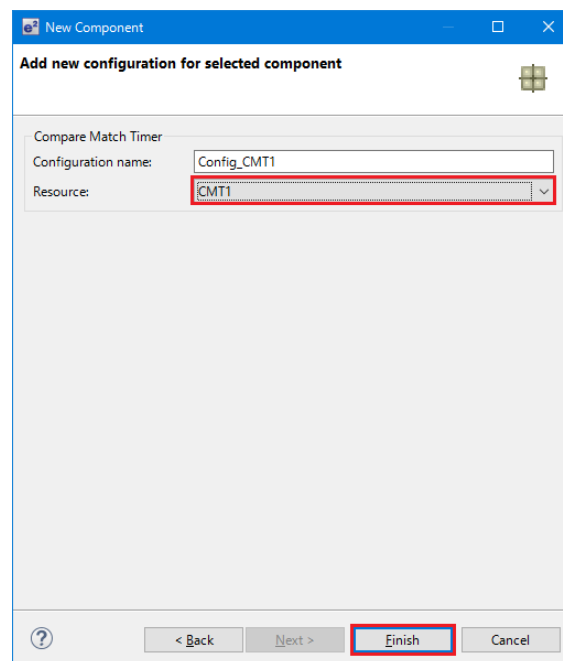 e² New Component
Add new configuration for selected component
Compare Match Timer
Configuration name: Config_CMT1
Resource: CMT1
? < Back Next > Finish Cancel